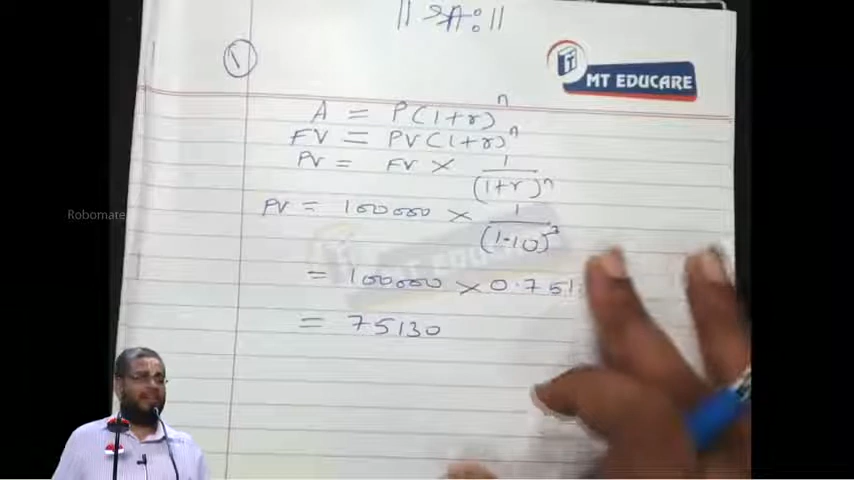 || श्री: ||
1
MT EDUCARE
A = P(1+r)^n
FV = PV(1+r)^n
PV = FV × 1/(1+r)^n
PV = 100000 × 1/(1.10)^3
Robomate
= 100000 × 0.751
= 75130